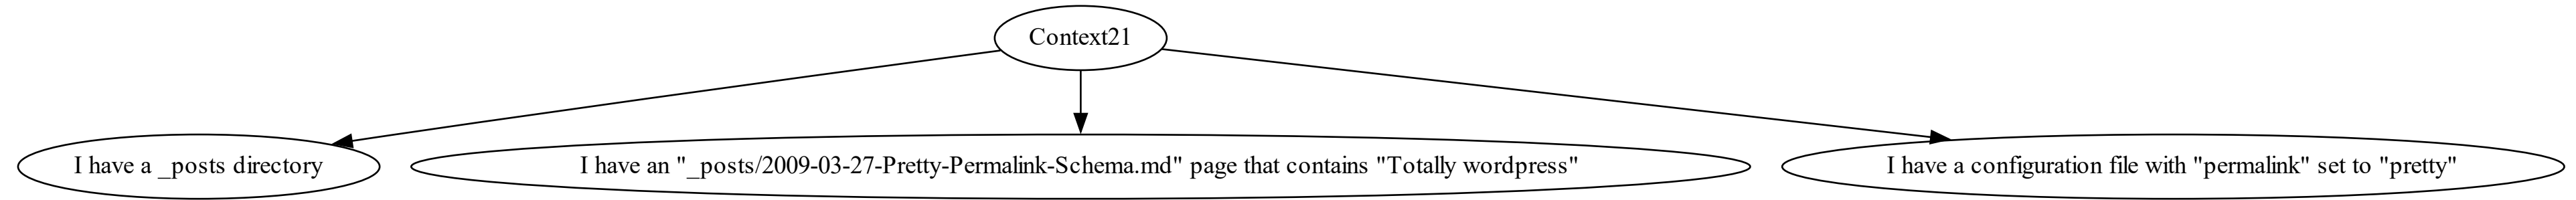 Context21
I have a _posts directory
I have an "_posts/2009-03-27-Pretty-Permalink-Schema.md" page that contains "Totally wordpress"
I have a configuration file with "permalink" set to "pretty"